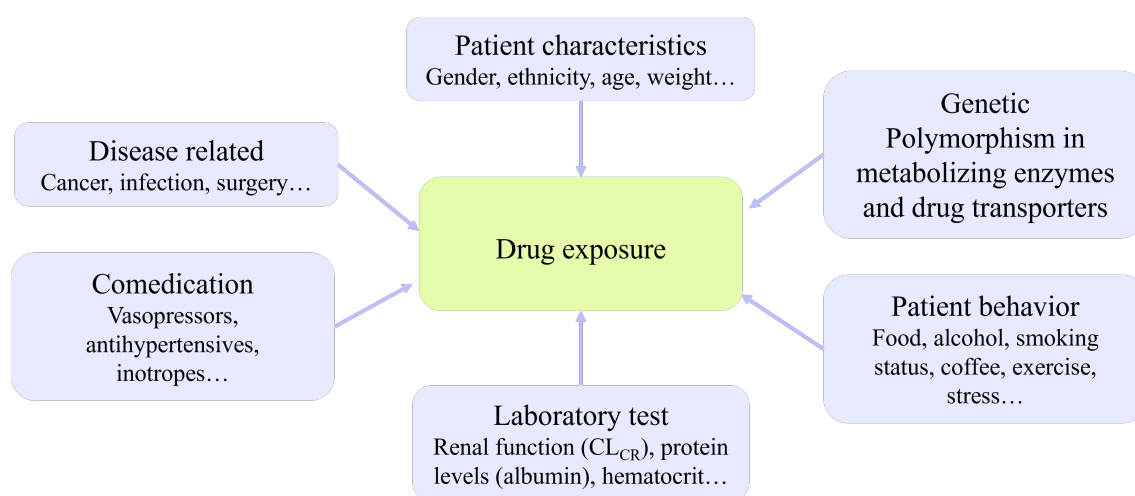 Patient characteristics
Gender, ethnicity, age, weight…
Disease related
Cancer, infection, surgery…
Genetic
Polymorphism in
metabolizing enzymes
and drug transporters
Drug exposure
Comedication
Vasopressors,
antihypertensives,
inotropes…
Patient behavior
Food, alcohol, smoking
status, coffee, exercise,
stress…
Laboratory test
Renal function (CL_CR), protein
levels (albumin), hematocrit…